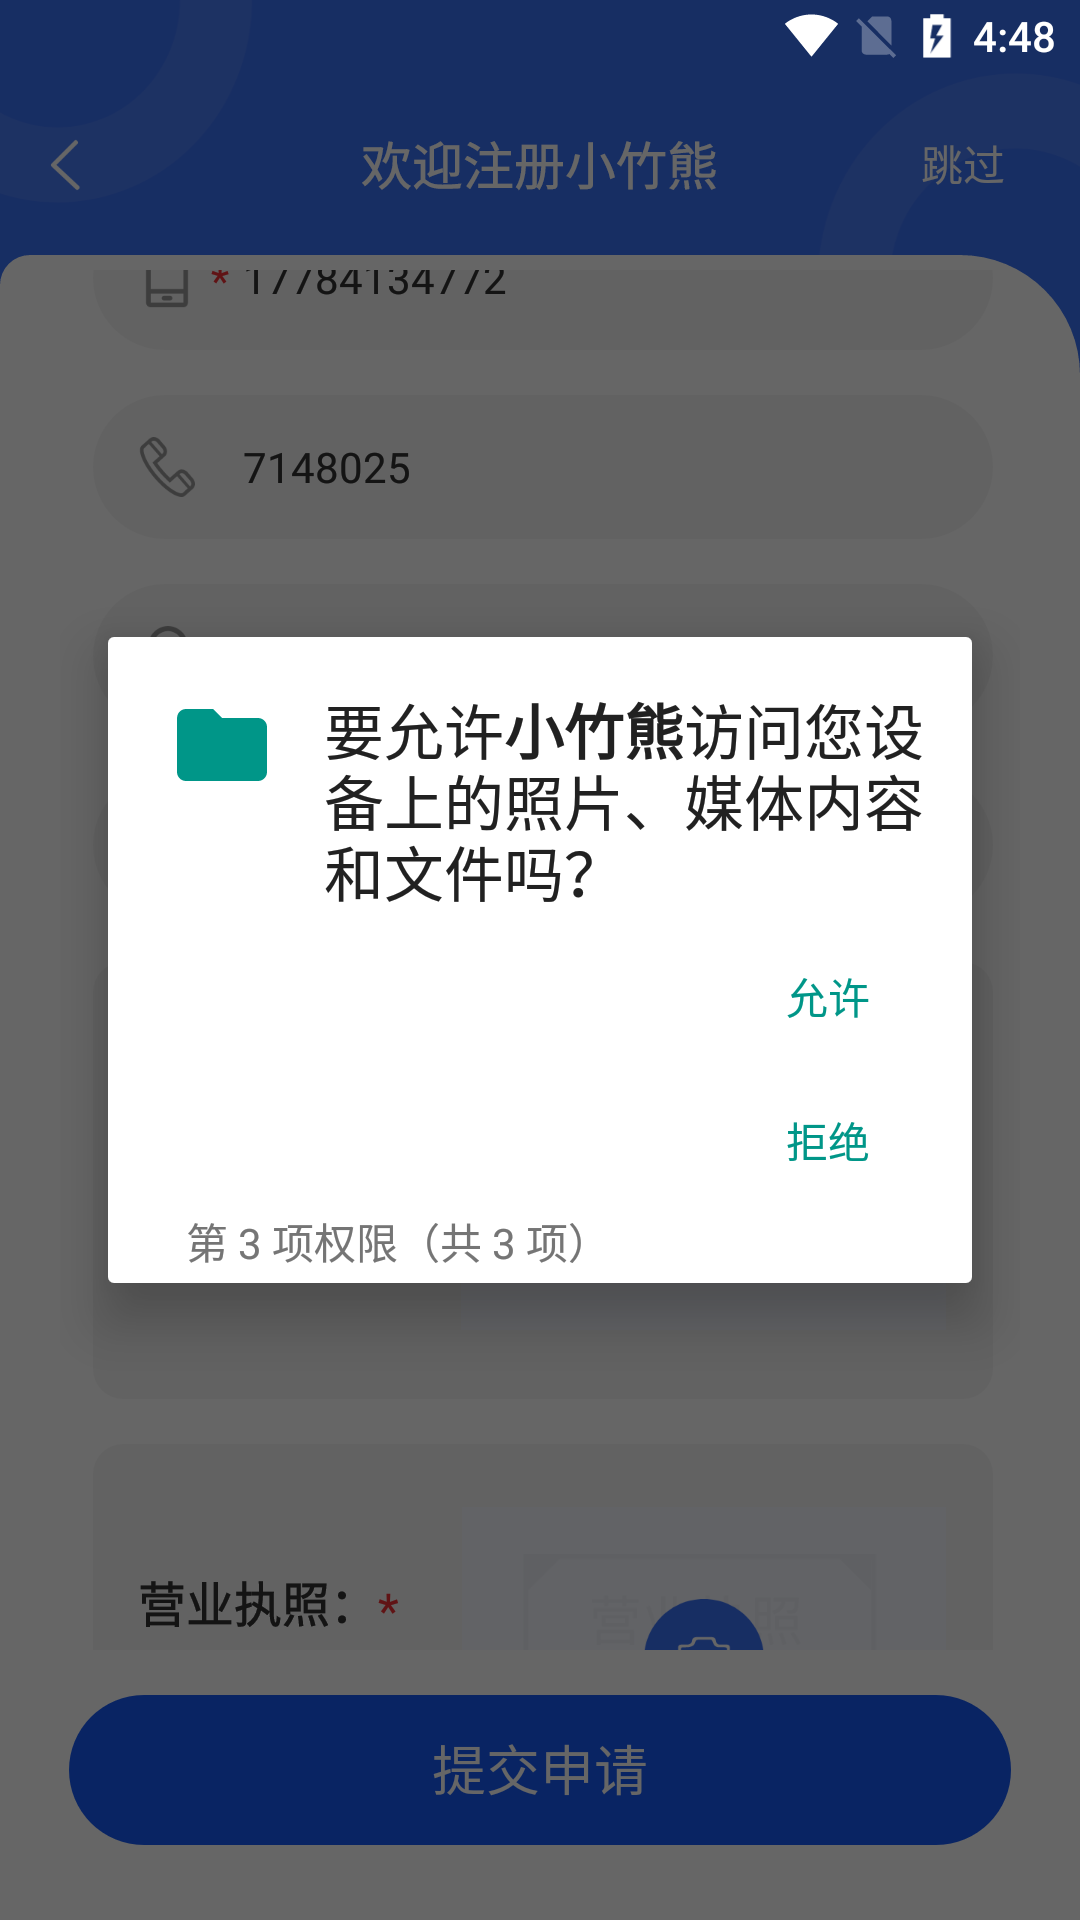 4:48
欢迎注册小竹熊
跳过
* 17784134772
7148025
要允许小竹熊访问您设
备上的照片、媒体内容
和文件吗？
允许
拒绝
第 3 项权限（共 3 项）
营业执照：*
营业执照
提交申请